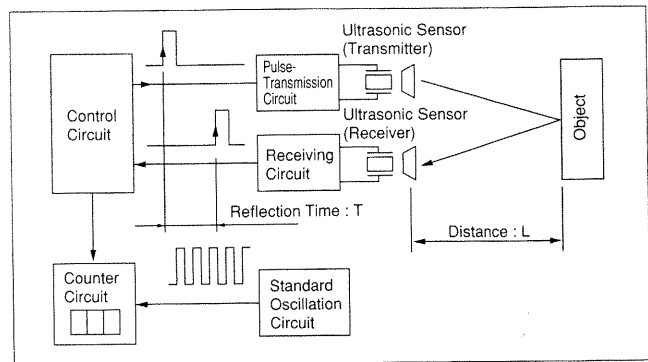 Ultrasonic Sensor
(Transmitter)
Pulse-
Transmission
Circuit
Control
Circuit
Ultrasonic Sensor
(Receiver)
Receiving
Circuit
Object
Reflection Time : T
Distance : L
Counter
Circuit
Standard
Oscillation
Circuit